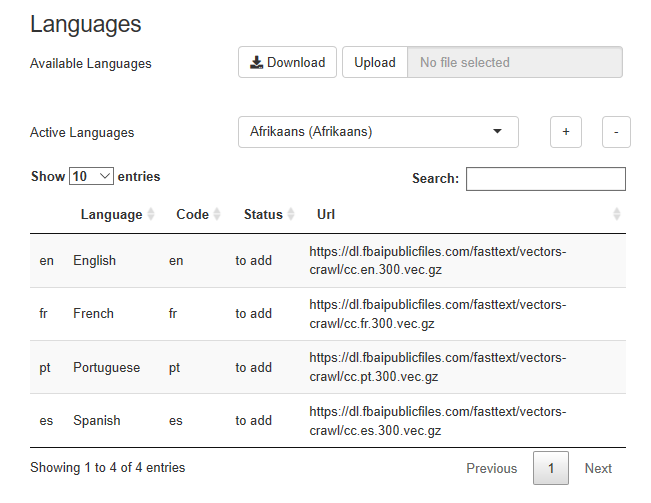 Languages
Available Languages Download Upload No file selected
Active Languages Afrikaans (Afrikaans) + -
Show 10 entries Search:
Language Code Status Url
en English en to add https://dl.fbaipublicfiles.com/fasttext/vectors-
crawl/cc.en.300.vec.gz
fr French fr to add https://dl.fbaipublicfiles.com/fasttext/vectors-
crawl/cc.fr.300.vec.gz
pt Portuguese pt to add https://dl.fbaipublicfiles.com/fasttext/vectors-
crawl/cc.pt.300.vec.gz
es Spanish es to add https://dl.fbaipublicfiles.com/fasttext/vectors-
crawl/cc.es.300.vec.gz
Showing 1 to 4 of 4 entries Previous 1 Next